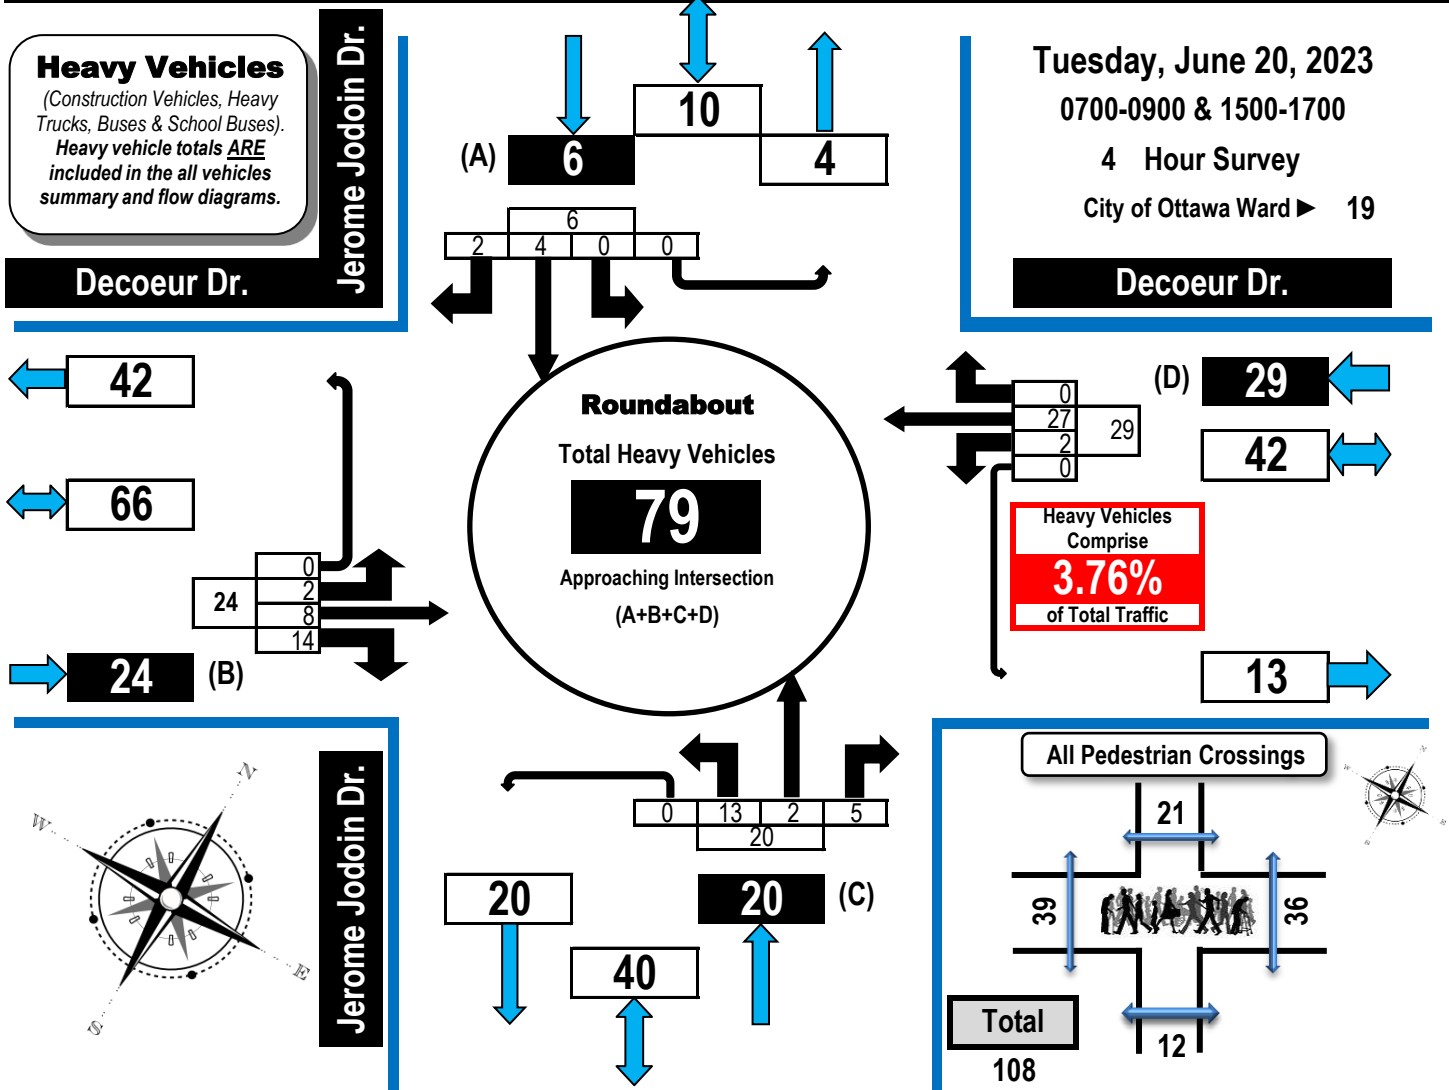 Heavy Vehicles
(Construction Vehicles, Heavy
Trucks, Buses & School Buses).
Heavy vehicle totals ARE
included in the all vehicles
summary and flow diagrams.
Jerome Jodoin Dr.
Decoeur Dr.
10
(A) 6
4
6
2 4 0 0
Tuesday, June 20, 2023
0700-0900 & 1500-1700
4 Hour Survey
City of Ottawa Ward ► 19
Decoeur Dr.
42
66
0
2
8
14
24
24 (B)
Roundabout
Total Heavy Vehicles
79
Approaching Intersection
(A+B+C+D)
0
27
2
0
29
(D) 29
42
Heavy Vehicles
Comprise
3.76%
of Total Traffic
13
N
W
E
S
Jerome Jodoin Dr.
0 13 2 5
20
20
20 (C)
40
All Pedestrian Crossings
N
W
E
S
21
39
36
12
Total
108